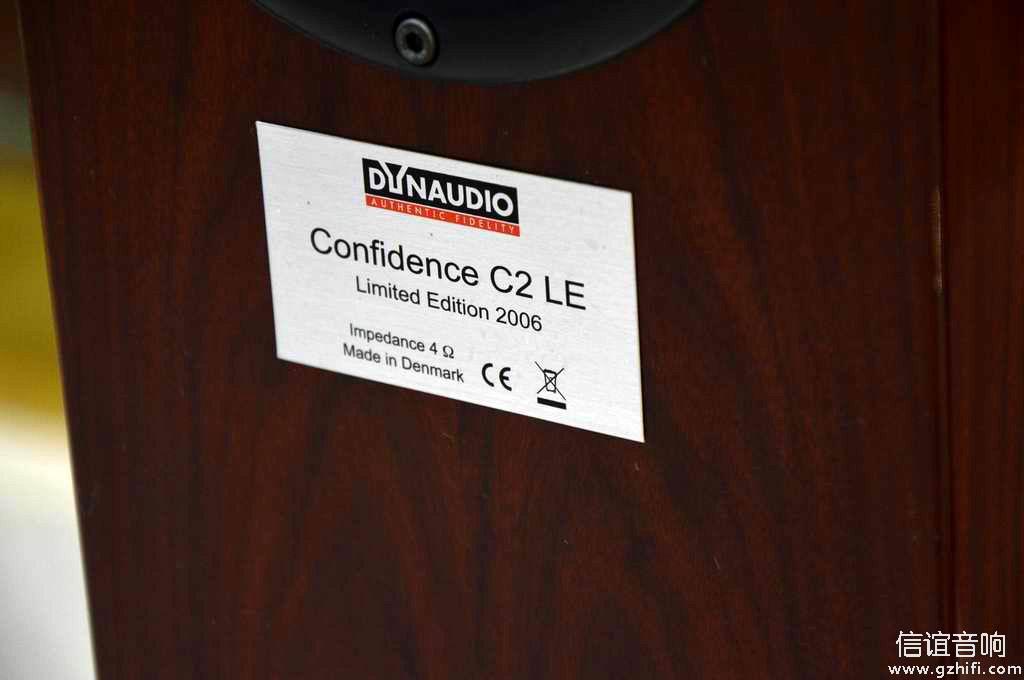 DYNAUDIO
AUTHENTIC FIDELITY
Confidence C2 LE
Limited Edition 2006
Impedance 4 Ω
Made in Denmark
CE
信谊音响
www.gzhifi.com